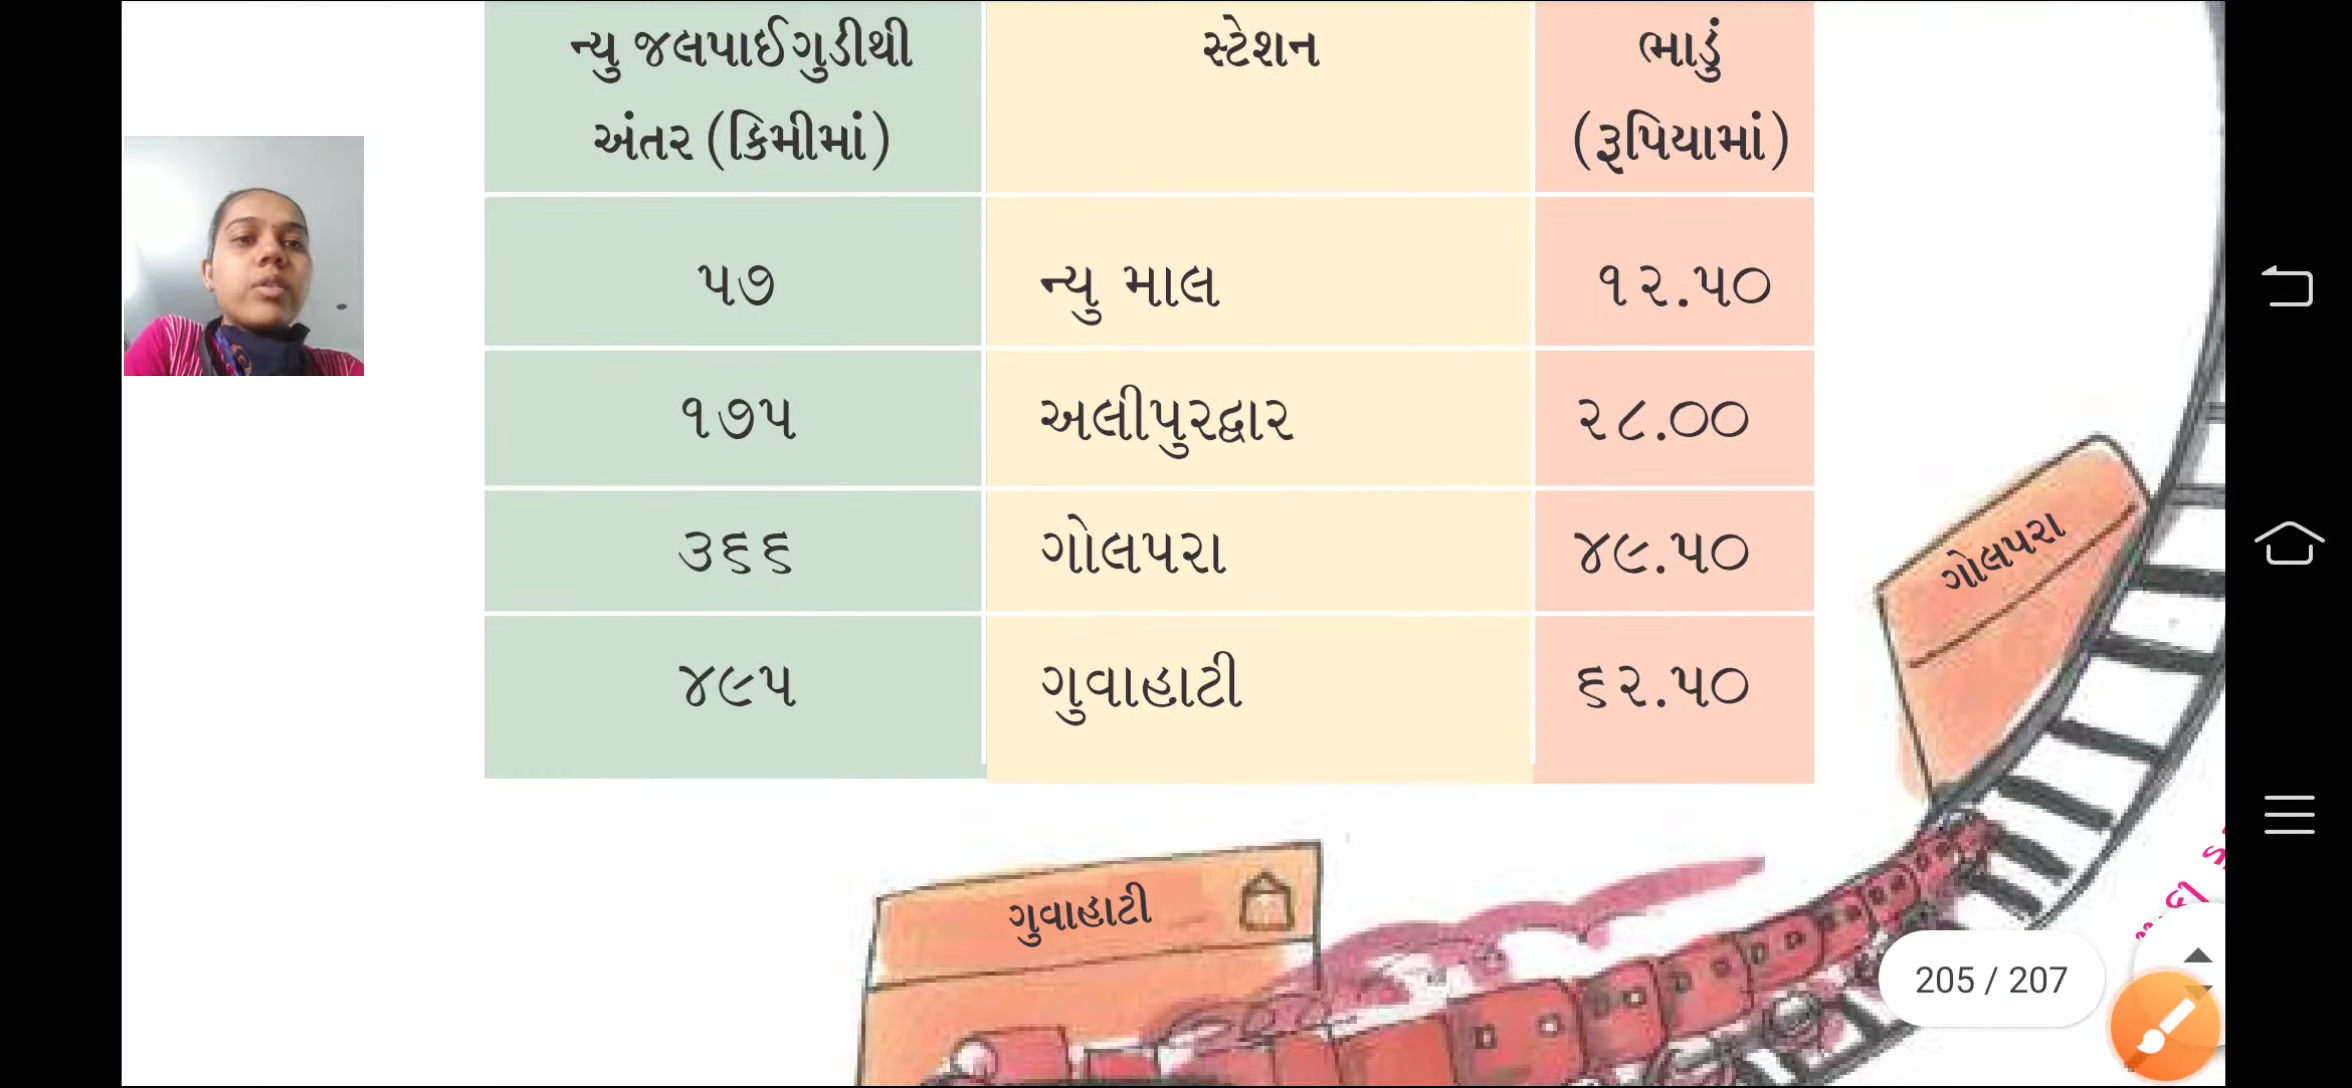 ન્યુ જલપાઈગુડીથી અંતર (કિમીમાં) સ્ટેશન ભાડું (રૂપિયામાં)
૫૭ ન્યુ માલ ૧૨.૫૦
૧૭૫ અલીપુરદ્વાર ૨૮.૦૦
૩૬૬ ગોલપરા ૪૯.૫૦
૪૯૫ ગુવાહાટી ૬૨.૫૦
ગોલપરા
ગુવાહાટી
205 / 207